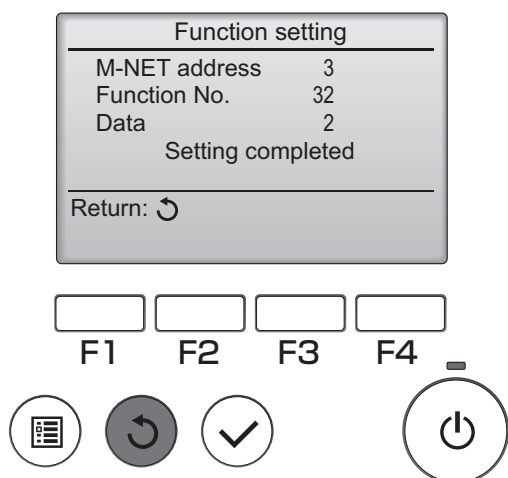 Function setting
M-NET address 3
Function No. 32
Data 2
Setting completed
Return:
F1 F2 F3 F4